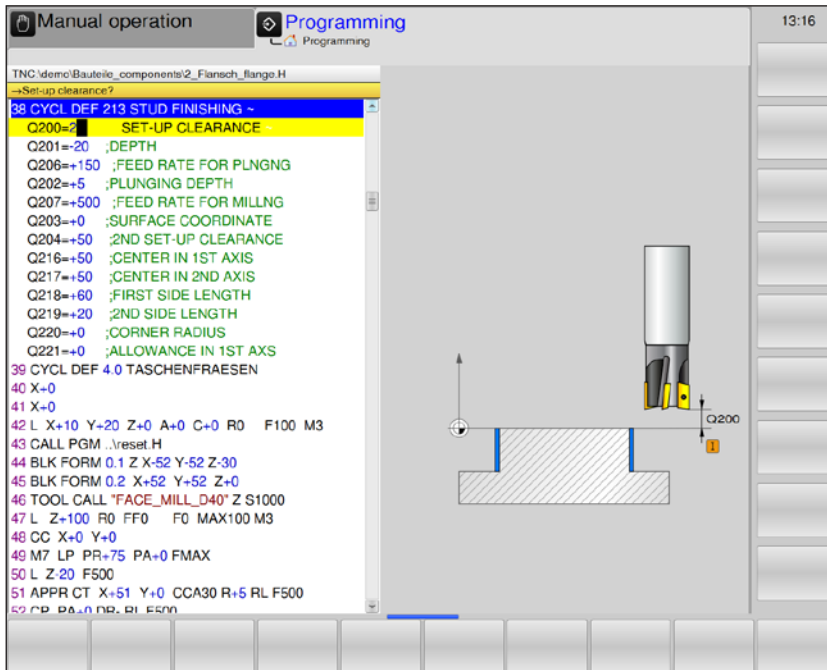 Manual operation
Programming
Programming
13:16
TNC:\demo\Bauteile_components\2_Flansch_flange.H
→Set-up clearance?
38 CYCL DEF 213 STUD FINISHING ~
Q200=2 SET-UP CLEARANCE ~
Q201=-20 ;DEPTH
Q206=+150 ;FEED RATE FOR PLNGNG
Q202=+5 ;PLUNGING DEPTH
Q207=+500 ;FEED RATE FOR MILLNG
Q203=+0 ;SURFACE COORDINATE
Q204=+50 ;2ND SET-UP CLEARANCE
Q216=+50 ;CENTER IN 1ST AXIS
Q217=+50 ;CENTER IN 2ND AXIS
Q218=+60 ;FIRST SIDE LENGTH
Q219=+20 ;2ND SIDE LENGTH
Q220=+0 ;CORNER RADIUS
Q221=+0 ;ALLOWANCE IN 1ST AXS
39 CYCL DEF 4.0 TASCHENFRAESEN
40 X+0
41 X+0
42 L X+10 Y+20 Z+0 A+0 C+0 R0 F100 M3
43 CALL PGM ..\reset.H
44 BLK FORM 0.1 Z X-52 Y-52 Z-30
45 BLK FORM 0.2 X+52 Y+52 Z+0
46 TOOL CALL "FACE_MILL_D40" Z S1000
47 L Z+100 R0 FF0 F0 MAX100 M3
48 CC X+0 Y+0
49 M7 LP PR+75 PA+0 FMAX
50 L Z-20 F500
51 APPR CT X+51 Y+0 CCA30 R+5 RL F500
52 CP PA+0 DR- RL F500
Q200
I